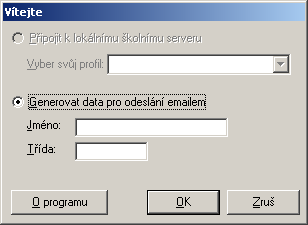 Vítejte
Připojit k lokálnímu školnímu serveru
Vyber svůj profil:
Generovat data pro odeslání emailem
Jméno:
Třída:
O programu
OK
Zruš